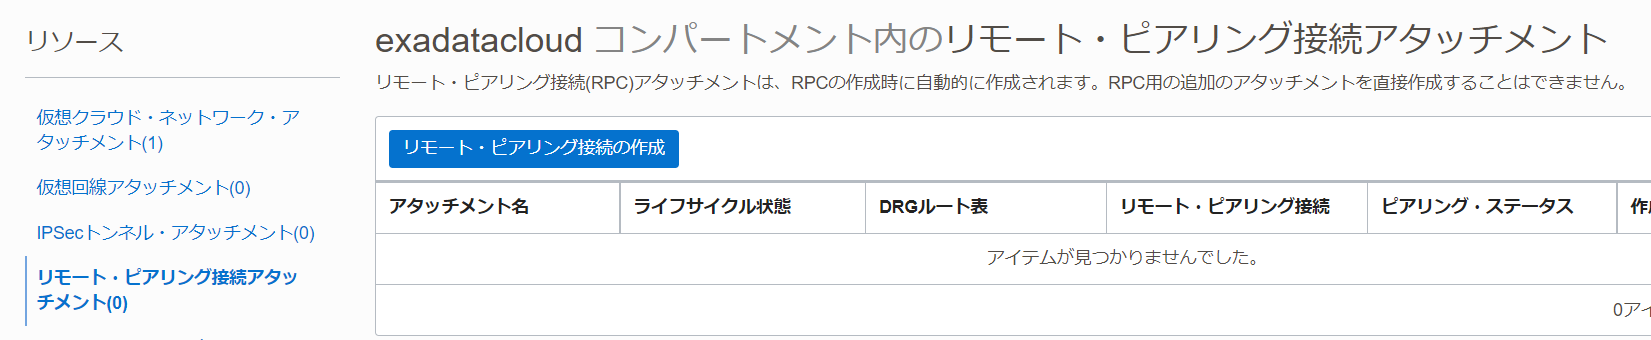 リソース
仮想クラウド・ネットワーク・ア
タッチメント(1)
仮想回線アタッチメント(0)
IPSecトンネル・アタッチメント(0)
リモート・ピアリング接続アタッ
チメント(0)
exadatacloud コンパートメント内のリモート・ピアリング接続アタッチメント
リモート・ピアリング接続(RPC)アタッチメントは、RPCの作成時に自動的に作成されます。RPC用の追加のアタッチメントを直接作成することはできません。
リモート・ピアリング接続の作成
アタッチメント名 ライフサイクル状態 DRGルート表 リモート・ピアリング接続 ピアリング・ステータス 作
アイテムが見つかりませんでした。
0アイ